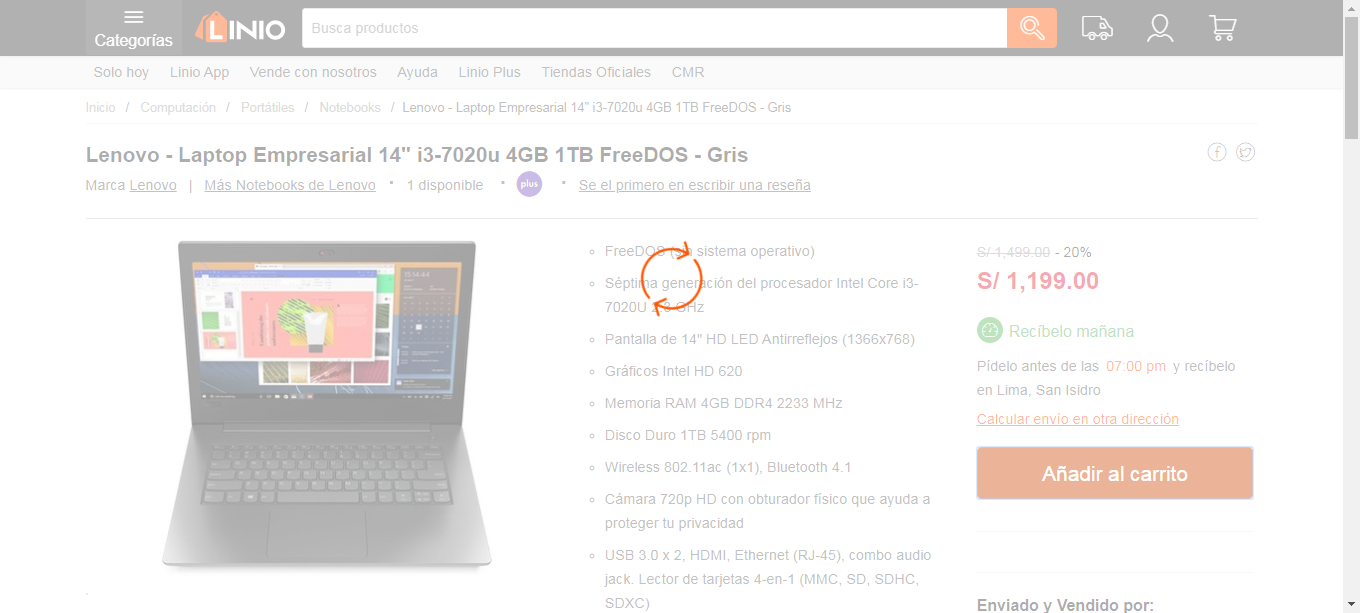 Categorías
LINIO
Busca productos
Solo hoy Linio App Vende con nosotros Ayuda Linio Plus Tiendas Oficiales CMR
Inicio / Computación / Portátiles / Notebooks / Lenovo - Laptop Empresarial 14" i3-7020u 4GB 1TB FreeDOS - Gris
Lenovo - Laptop Empresarial 14" i3-7020u 4GB 1TB FreeDOS - Gris
Marca Lenovo | Más Notebooks de Lenovo • 1 disponible • plus • Se el primero en escribir una reseña
FreeDOS (sin sistema operativo)
Séptima generación del procesador Intel Core i3-
7020U 2.3 GHz
Pantalla de 14" HD LED Antirreflejos (1366x768)
Gráficos Intel HD 620
Memoria RAM 4GB DDR4 2233 MHz
Disco Duro 1TB 5400 rpm
Wireless 802.11ac (1x1), Bluetooth 4.1
Cámara 720p HD con obturador físico que ayuda a
proteger tu privacidad
USB 3.0 x 2, HDMI, Ethernet (RJ-45), combo audio
jack. Lector de tarjetas 4-en-1 (MMC, SD, SDHC,
SDXC)
S/ 1,499.00 - 20%
S/ 1,199.00
Recíbelo mañana
Pídelo antes de las 07:00 pm y recíbelo
en Lima, San Isidro
Calcular envío en otra dirección
Añadir al carrito
Enviado y Vendido por: